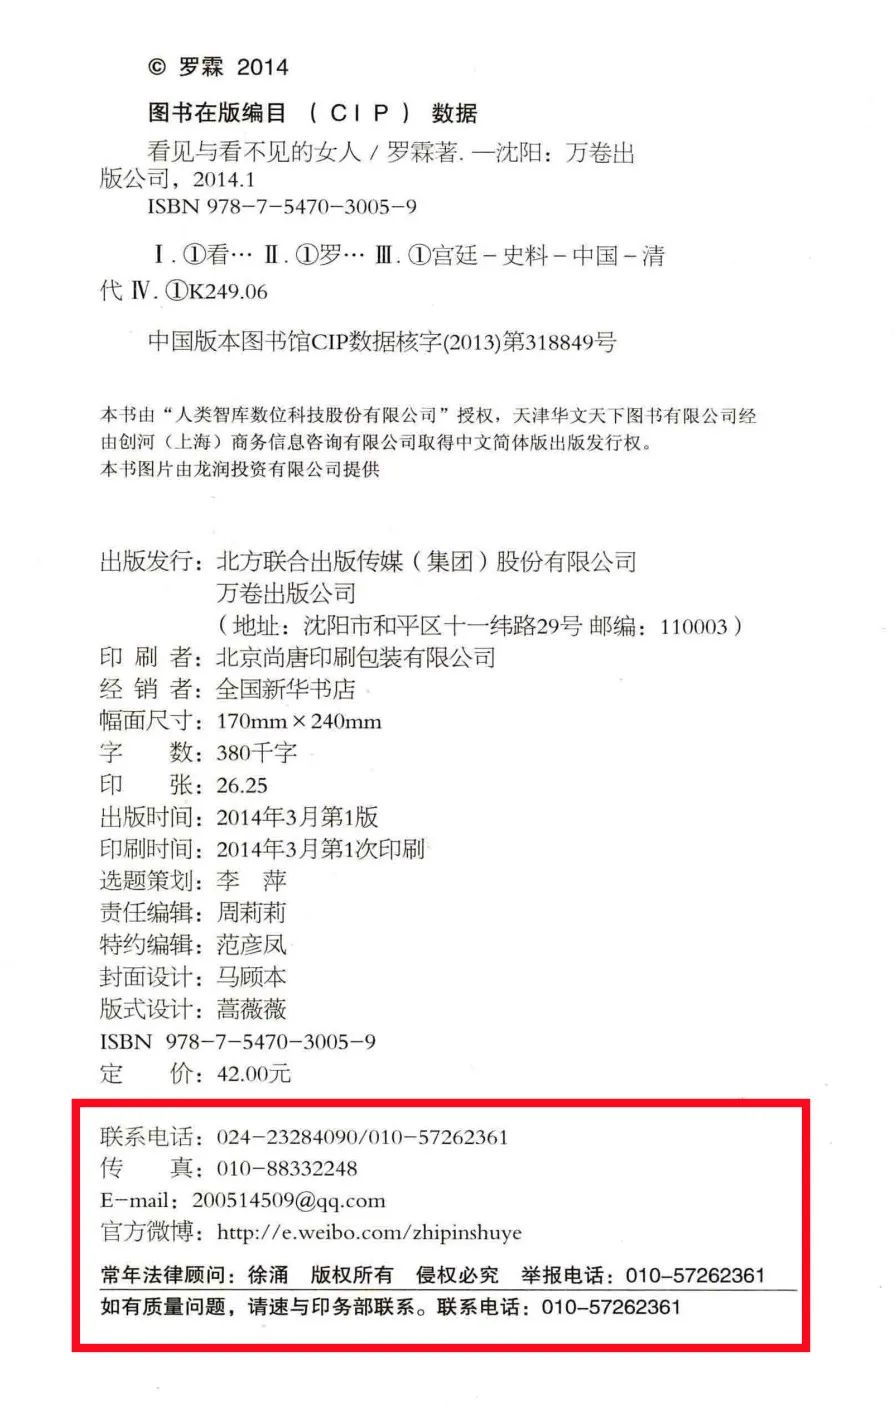 © 罗霖 2014
图书在版编目 （CIP） 数据
看见与看不见的女人 / 罗霖著. —沈阳：万卷出
版公司，2014.1
ISBN 978-7-5470-3005-9
Ⅰ. ①看… Ⅱ. ①罗… Ⅲ. ①宫廷－史料－中国－清
代 Ⅳ. ①K249.06
中国版本图书馆CIP数据核字(2013)第318849号
本书由“人类智库数位科技股份有限公司”授权，天津华文天下图书有限公司经
由创河（上海）商务信息咨询有限公司取得中文简体版出版发行权。
本书图片由龙润投资有限公司提供
出版发行：北方联合出版传媒（集团）股份有限公司
万卷出版公司
（地址：沈阳市和平区十一纬路29号 邮编：110003）
印 刷 者：北京尚唐印刷包装有限公司
经 销 者：全国新华书店
幅面尺寸：170mm×240mm
字　　数：380千字
印　　张：26.25
出版时间：2014年3月第1版
印刷时间：2014年3月第1次印刷
选题策划：李　萍
责任编辑：周莉莉
特约编辑：范彦凤
封面设计：马顾本
版式设计：蒿薇薇
ISBN 978-7-5470-3005-9
定　　价：42.00元
联系电话：024-23284090/010-57262361
传　　真：010-88332248
E-mail：200514509@qq.com
官方微博：http://e.weibo.com/zhipinshuye
常年法律顾问：徐涌　版权所有　侵权必究　举报电话：010-57262361
如有质量问题，请速与印务部联系。联系电话：010-57262361